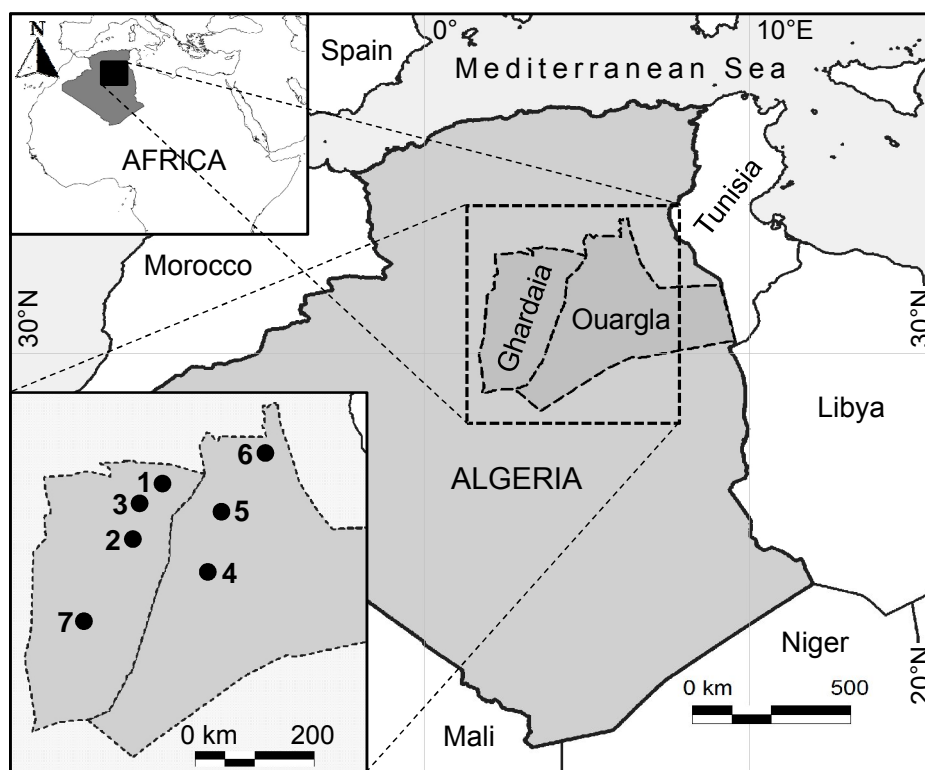 0°
10°E
N
Spain
Mediterranean Sea
AFRICA
Tunisia
Morocco
30°N
30°N
Ghardaia
Ouargla
Libya
ALGERIA
6
1
3
5
2
4
7
Niger
20°N
0 km 500
0 km 200
Mali